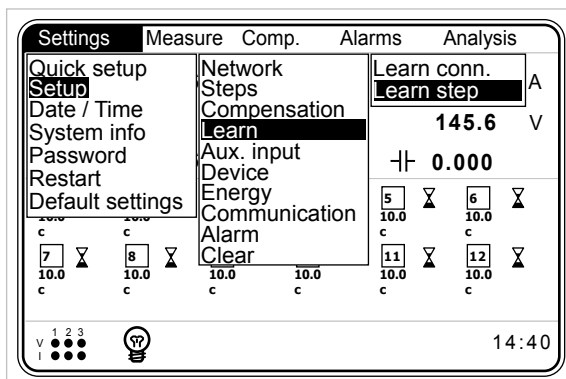 Settings Measure Comp. Alarms Analysis
Quick setup
Setup
Date / Time
System info
Password
Restart
Default settings
Network
Steps
Compensation
Learn
Aux. input
Device
Energy
Communication
Alarm
Clear
Learn conn.
Learn step
A
145.6 V
0.000
5 6
10.0 10.0
c c
7 8 11 12
10.0 10.0 10.0 10.0 10.0 10.0
c c c c c c
1 2 3
V
I
14:40